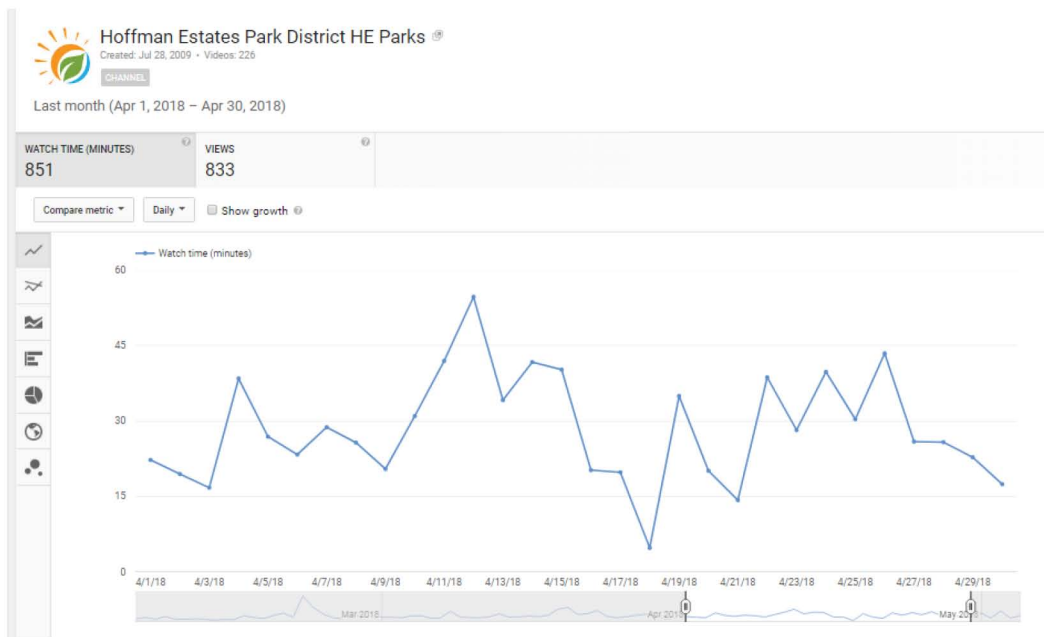 Hoffman Estates Park District HE Parks
Created: Jul 28, 2009 • Videos: 226
CHANNEL
Last month (Apr 1, 2018 – Apr 30, 2018)
WATCH TIME (MINUTES)
851
VIEWS
833
Compare metric
Daily
Show growth
Watch time (minutes)
60
45
30
15
0
4/1/18 4/3/18 4/5/18 4/7/18 4/9/18 4/11/18 4/13/18 4/15/18 4/17/18 4/19/18 4/21/18 4/23/18 4/25/18 4/27/18 4/29/18
Mar 2018 Apr 2018 May 2018